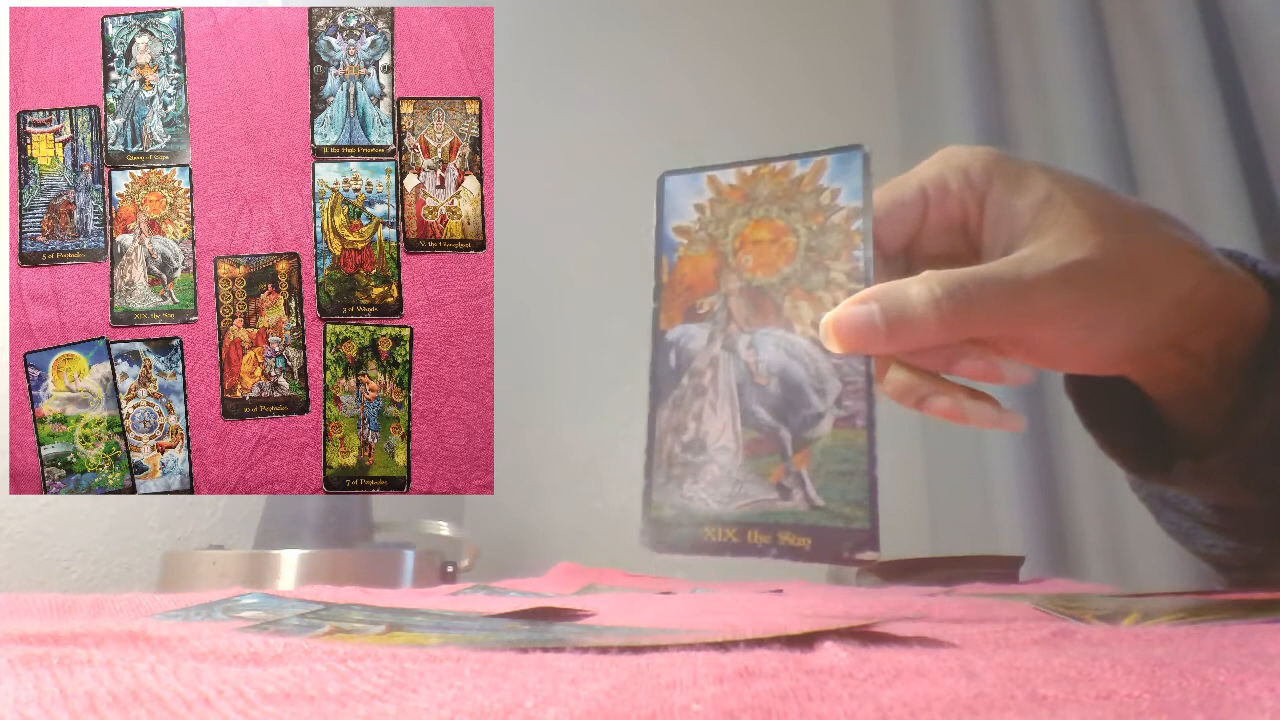 Queen of Cups
II. the High Priestess
5 of Pentacles
V. the Hierophant
XIX. the Sun
3 of Wands
10 of Pentacles
7 of Pentacles
XIX. the Sun